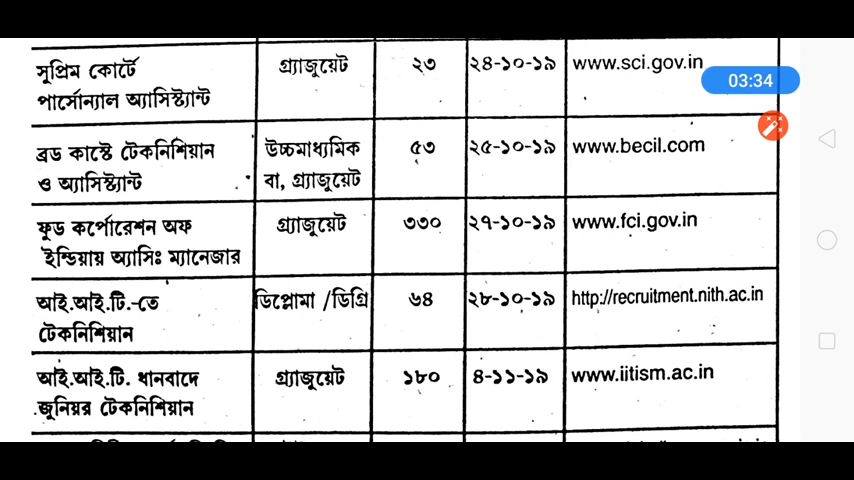 সুপ্রিম কোর্টে গ্র্যাজুয়েট ২৩ ২৪-১০-১৯ www.sci.gov.in
পার্সোন্যাল অ্যাসিস্ট্যান্ট
03:34
ব্রড কাস্টে টেকনিশিয়ান উচ্চমাধ্যমিক ৫৩ ২৫-১০-১৯ www.becil.com
ও অ্যাসিস্ট্যান্ট বা, গ্র্যাজুয়েট
ফুড কর্পোরেশন অফ গ্র্যাজুয়েট ৩৩০ ২৭-১০-১৯ www.fci.gov.in
ইন্ডিয়ায় অ্যাসিঃ ম্যানেজার
আই.আই.টি.-তে ডিপ্লোমা /ডিগ্রি ৬৪ ২৮-১০-১৯ http://recruitment.nith.ac.in
টেকনিশিয়ান
আই.আই.টি. ধানবাদে গ্র্যাজুয়েট ১৮০ ৪-১১-১৯ www.iitism.ac.in
জুনিয়র টেকনিশিয়ান